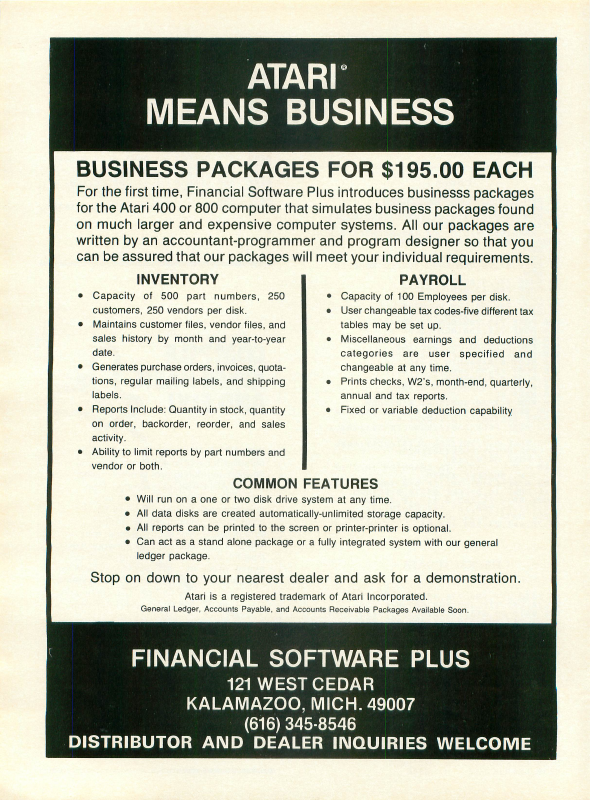 ATARI®
MEANS BUSINESS
BUSINESS PACKAGES FOR $195.00 EACH
For the first time, Financial Software Plus introduces businesss packages
for the Atari 400 or 800 computer that simulates business packages found
on much larger and expensive computer systems. All our packages are
written by an accountant-programmer and program designer so that you
can be assured that our packages will meet your individual requirements.
INVENTORY
• Capacity of 500 part numbers, 250
customers, 250 vendors per disk.
• Maintains customer files, vendor files, and
sales history by month and year-to-year
date.
• Generates purchase orders, invoices, quota-
tions, regular mailing labels, and shipping
labels.
• Reports Include: Quantity in stock, quantity
on order, backorder, reorder, and sales
activity.
• Ability to limit reports by part numbers and
vendor or both.
PAYROLL
• Capacity of 100 Employees per disk.
• User changeable tax codes-five different tax
tables may be set up.
• Miscellaneous earnings and deductions
categories are user specified and
changeable at any time.
• Prints checks, W2's, month-end, quarterly,
annual and tax reports.
• Fixed or variable deduction capability
COMMON FEATURES
• Will run on a one or two disk drive system at any time.
• All data disks are created automatically-unlimited storage capacity.
• All reports can be printed to the screen or printer-printer is optional.
• Can act as a stand alone package or a fully integrated system with our general
ledger package.
Stop on down to your nearest dealer and ask for a demonstration.
Atari is a registered trademark of Atari Incorporated.
General Ledger, Accounts Payable, and Accounts Receivable Packages Available Soon.
FINANCIAL SOFTWARE PLUS
121 WEST CEDAR
KALAMAZOO, MICH. 49007
(616) 345-8546
DISTRIBUTOR AND DEALER INQUIRIES WELCOME